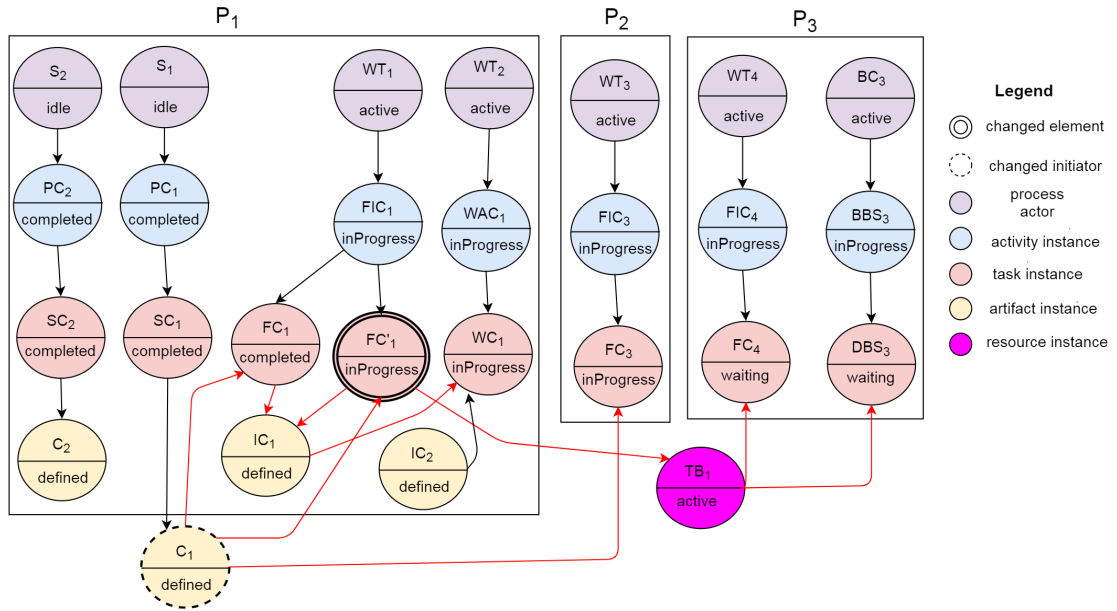 P₁
P₂
P₃
S₂
idle
S₁
idle
WT₁
active
WT₂
active
WT₃
active
WT₄
active
BC₃
active
PC₂
completed
PC₁
completed
FIC₁
inProgress
WAC₁
inProgress
FIC₃
inProgress
FIC₄
inProgress
BBS₃
inProgress
SC₂
completed
SC₁
completed
FC₁
completed
FC'₁
inProgress
WC₁
inProgress
FC₃
inProgress
FC₄
waiting
DBS₃
waiting
C₂
defined
IC₁
defined
IC₂
defined
TB₁
active
C₁
defined
Legend
changed element
changed initiator
process
actor
activity instance
task instance
artifact instance
resource instance